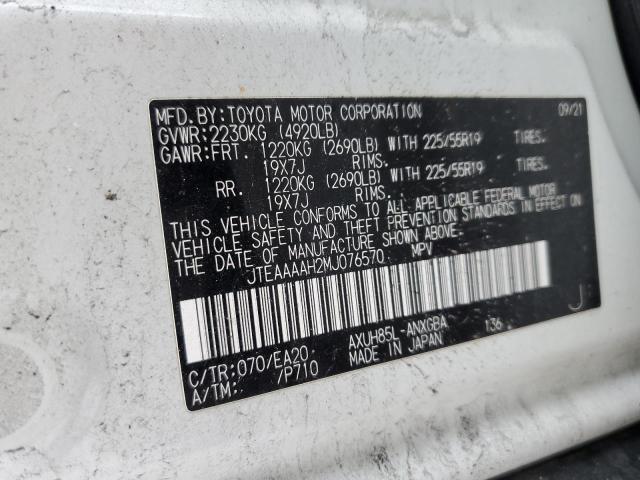 MFD.BY:TOYOTA MOTOR CORPORATION 09/21
GVWR:2230KG (4920LB)
GAWR:FRT. 1220KG (2690LB) WITH 225/55R19 TIRES.
19X7J RIMS.
RR. 1220KG (2690LB) WITH 225/55R19 TIRES.
19X7J RIMS.
THIS VEHICLE CONFORMS TO ALL APPLICABLE FEDERAL MOTOR
VEHICLE SAFETY AND THEFT PREVENTION STANDARDS IN EFFECT ON
THE DATE OF MANUFACTURE SHOWN ABOVE.
JTEAAAAH2MJ076570 MPV
J
C/TR:070/EA20 AXUH85L-ANXGBA 136
A/TM: /P710 MADE IN JAPAN